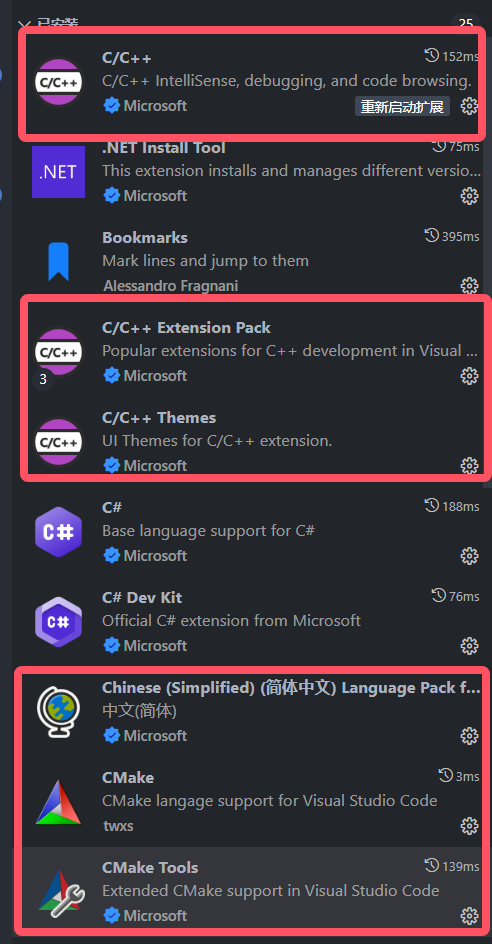 已安装
25
C/C++
152ms
C/C++
C/C++ IntelliSense, debugging, and code browsing.
Microsoft
重新启动扩展
.NET Install Tool
75ms
.NET
This extension installs and manages different versio...
Microsoft
Bookmarks
395ms
Mark lines and jump to them
Alessandro Fragnani
C/C++ Extension Pack
C/C++
Popular extensions for C++ development in Visual ...
3
Microsoft
C/C++ Themes
C/C++
UI Themes for C/C++ extension.
Microsoft
C#
188ms
C#
Base language support for C#
Microsoft
C# Dev Kit
76ms
C#
Official C# extension from Microsoft
Microsoft
Chinese (Simplified) (简体中文) Language Pack f...
中文(简体)
Microsoft
CMake
3ms
CMake langage support for Visual Studio Code
twxs
CMake Tools
139ms
Extended CMake support in Visual Studio Code
Microsoft